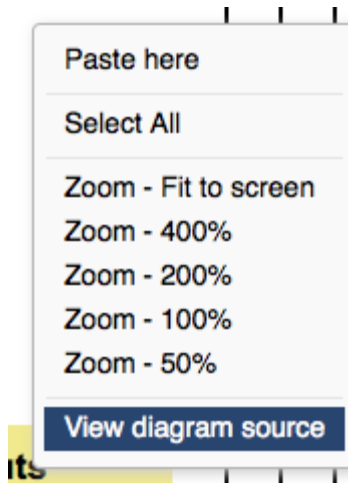 Paste here
Select All
Zoom - Fit to screen
Zoom - 400%
Zoom - 200%
Zoom - 100%
Zoom - 50%
View diagram source